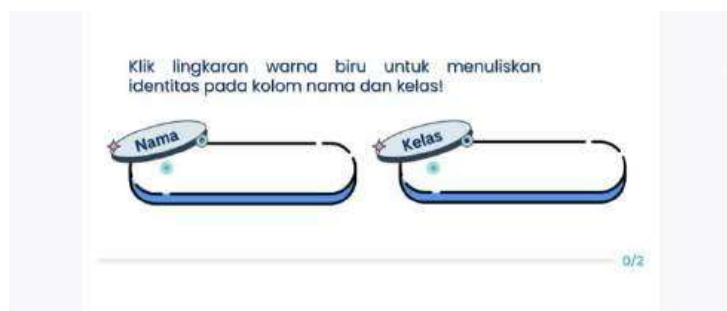 Klik lingkaran warna biru untuk menuliskan
identitas pada kolom nama dan kelas!
Nama
Kelas
0/2